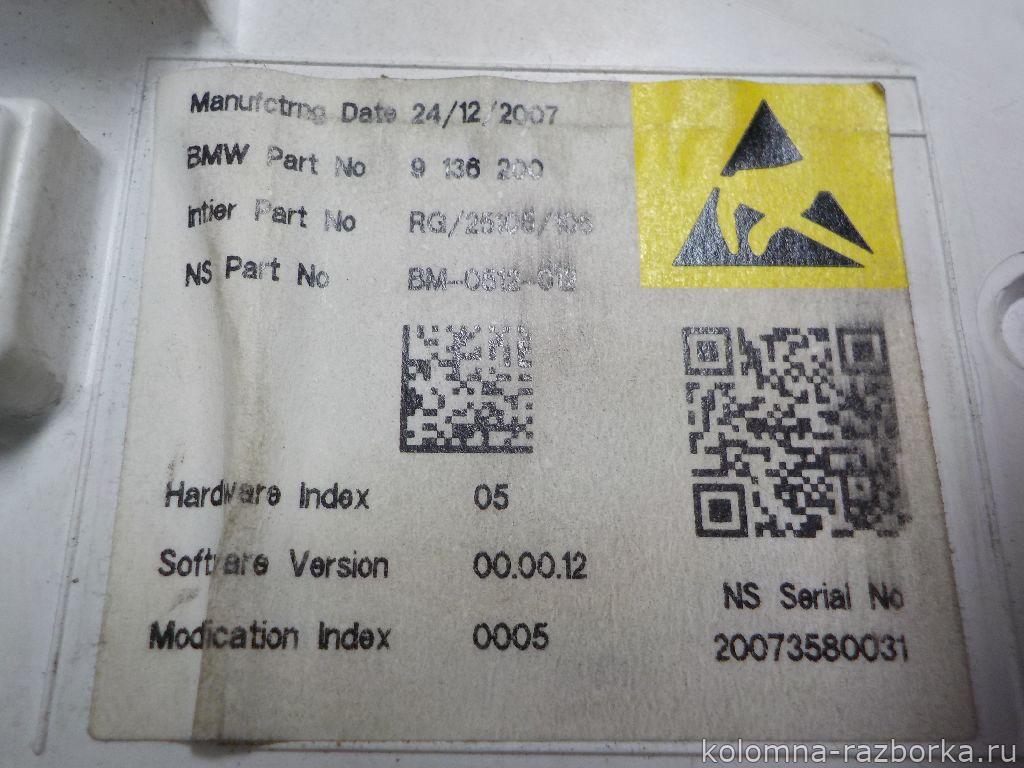 Manufctrng Date 24/12/2007
BMW Part No 9 136 200
Intier Part No
NS Part No
Hardware Index 05
Software Version 00.00.12
Modication Index 0005
NS Serial No
20073580031
kolomna-razborka.ru